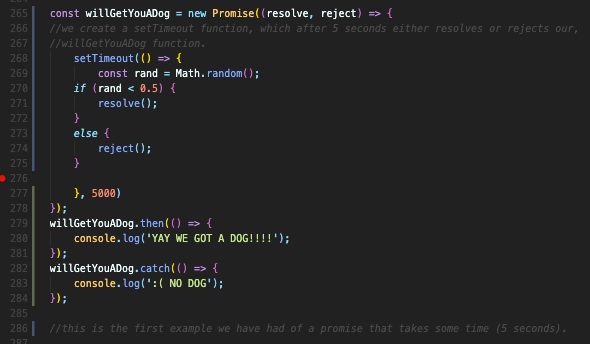 265 const willGetYouADog = new Promise((resolve, reject) => {
266 //we create a setTimeout function, which after 5 seconds either resolves or rejects our,
267 //willGetYouADog function.
268     setTimeout(() => {
269         const rand = Math.random();
270     if (rand < 0.5) {
271         resolve();
272     }
273     else {
274         reject();
275     }
276
277     }, 5000)
278 });
279 willGetYouADog.then(() => {
280     console.log('YAY WE GOT A DOG!!!!');
281 });
282 willGetYouADog.catch(() => {
283     console.log(':( NO DOG');
284 });
285
286 //this is the first example we have had of a promise that takes some time (5 seconds).
287